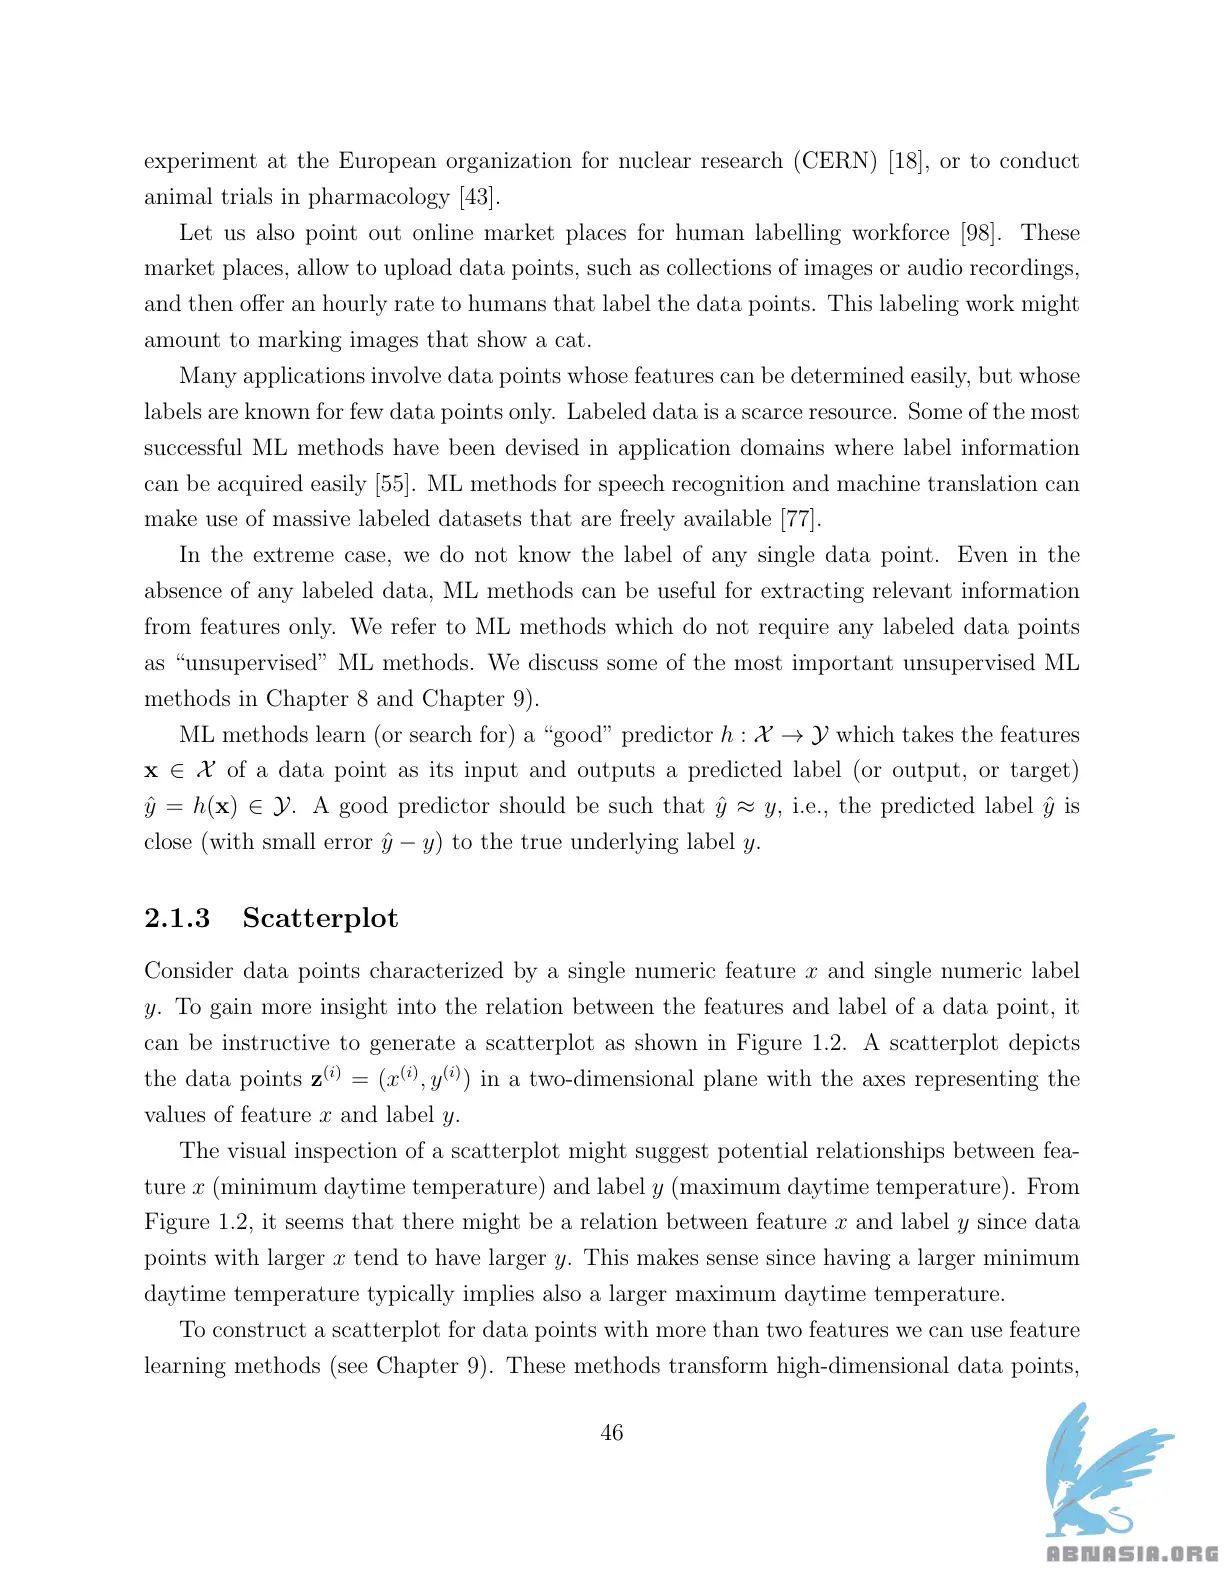 experiment at the European organization for nuclear research (CERN) [18], or to conduct
animal trials in pharmacology [43].
Let us also point out online market places for human labelling workforce [98]. These
market places, allow to upload data points, such as collections of images or audio recordings,
and then offer an hourly rate to humans that label the data points. This labeling work might
amount to marking images that show a cat.
Many applications involve data points whose features can be determined easily, but whose
labels are known for few data points only. Labeled data is a scarce resource. Some of the most
successful ML methods have been devised in application domains where label information
can be acquired easily [55]. ML methods for speech recognition and machine translation can
make use of massive labeled datasets that are freely available [77].
In the extreme case, we do not know the label of any single data point. Even in the
absence of any labeled data, ML methods can be useful for extracting relevant information
from features only. We refer to ML methods which do not require any labeled data points
as “unsupervised” ML methods. We discuss some of the most important unsupervised ML
methods in Chapter 8 and Chapter 9).
ML methods learn (or search for) a “good” predictor h : 𝒳 → 𝒴 which takes the features
x ∈ 𝒳 of a data point as its input and outputs a predicted label (or output, or target)
ŷ = h(x) ∈ 𝒴. A good predictor should be such that ŷ ≈ y, i.e., the predicted label ŷ is
close (with small error ŷ − y) to the true underlying label y.
2.1.3 Scatterplot
Consider data points characterized by a single numeric feature x and single numeric label
y. To gain more insight into the relation between the features and label of a data point, it
can be instructive to generate a scatterplot as shown in Figure 1.2. A scatterplot depicts
the data points z⁽ⁱ⁾ = (x⁽ⁱ⁾, y⁽ⁱ⁾) in a two-dimensional plane with the axes representing the
values of feature x and label y.
The visual inspection of a scatterplot might suggest potential relationships between fea-
ture x (minimum daytime temperature) and label y (maximum daytime temperature). From
Figure 1.2, it seems that there might be a relation between feature x and label y since data
points with larger x tend to have larger y. This makes sense since having a larger minimum
daytime temperature typically implies also a larger maximum daytime temperature.
To construct a scatterplot for data points with more than two features we can use feature
learning methods (see Chapter 9). These methods transform high-dimensional data points,
46
ABNASIA.ORG